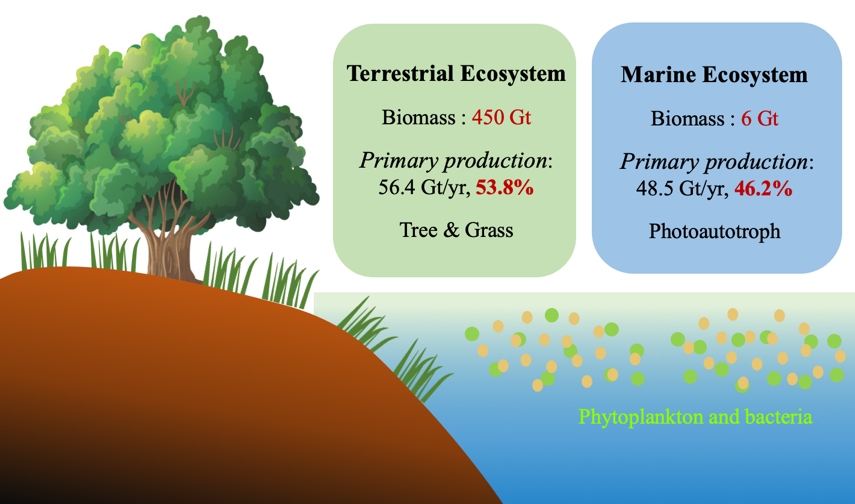 Terrestrial Ecosystem
Biomass : 450 Gt
Primary production:
56.4 Gt/yr, 53.8%
Tree & Grass
Marine Ecosystem
Biomass : 6 Gt
Primary production:
48.5 Gt/yr, 46.2%
Photoautotroph
Phytoplankton and bacteria